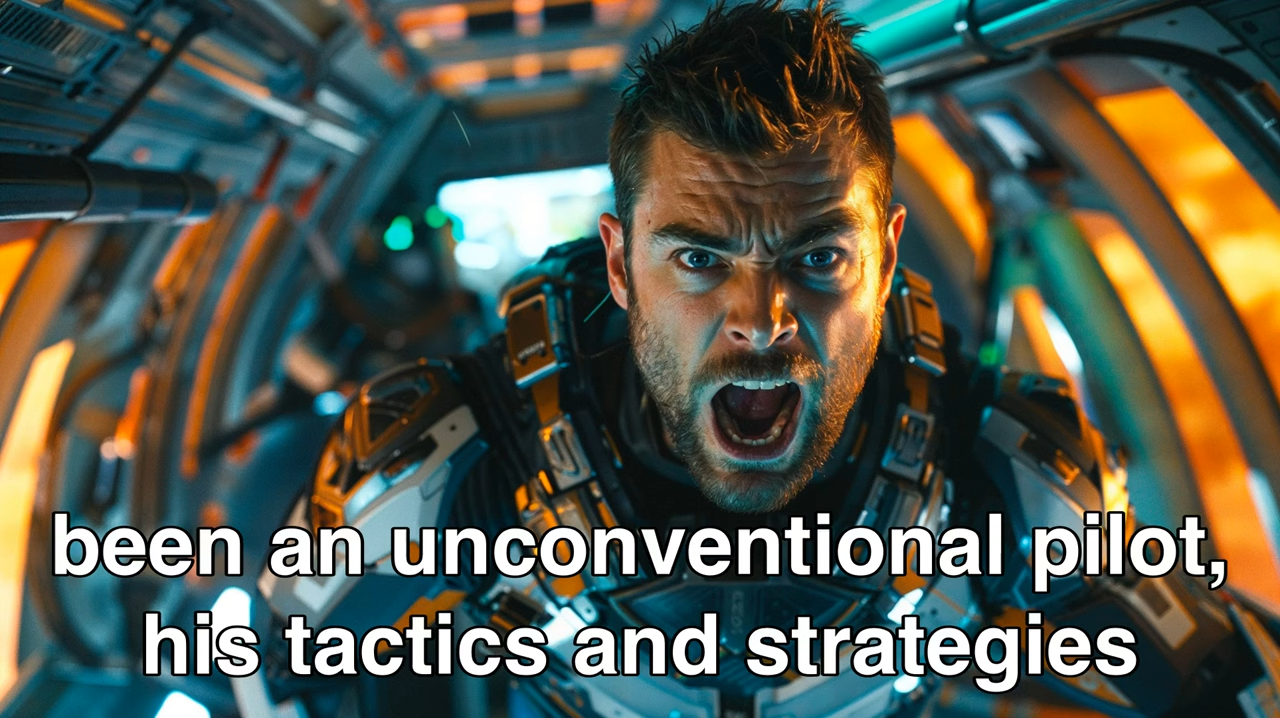 been an unconventional pilot,
his tactics and strategies